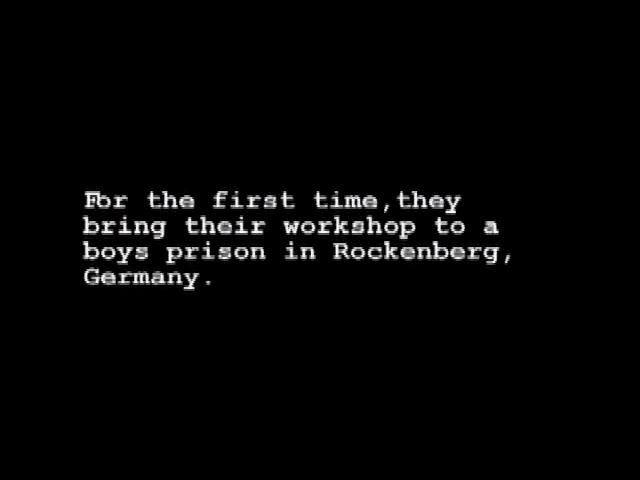 For the first time,they
bring their workshop to a
boys prison in Rockenberg,
Germany.